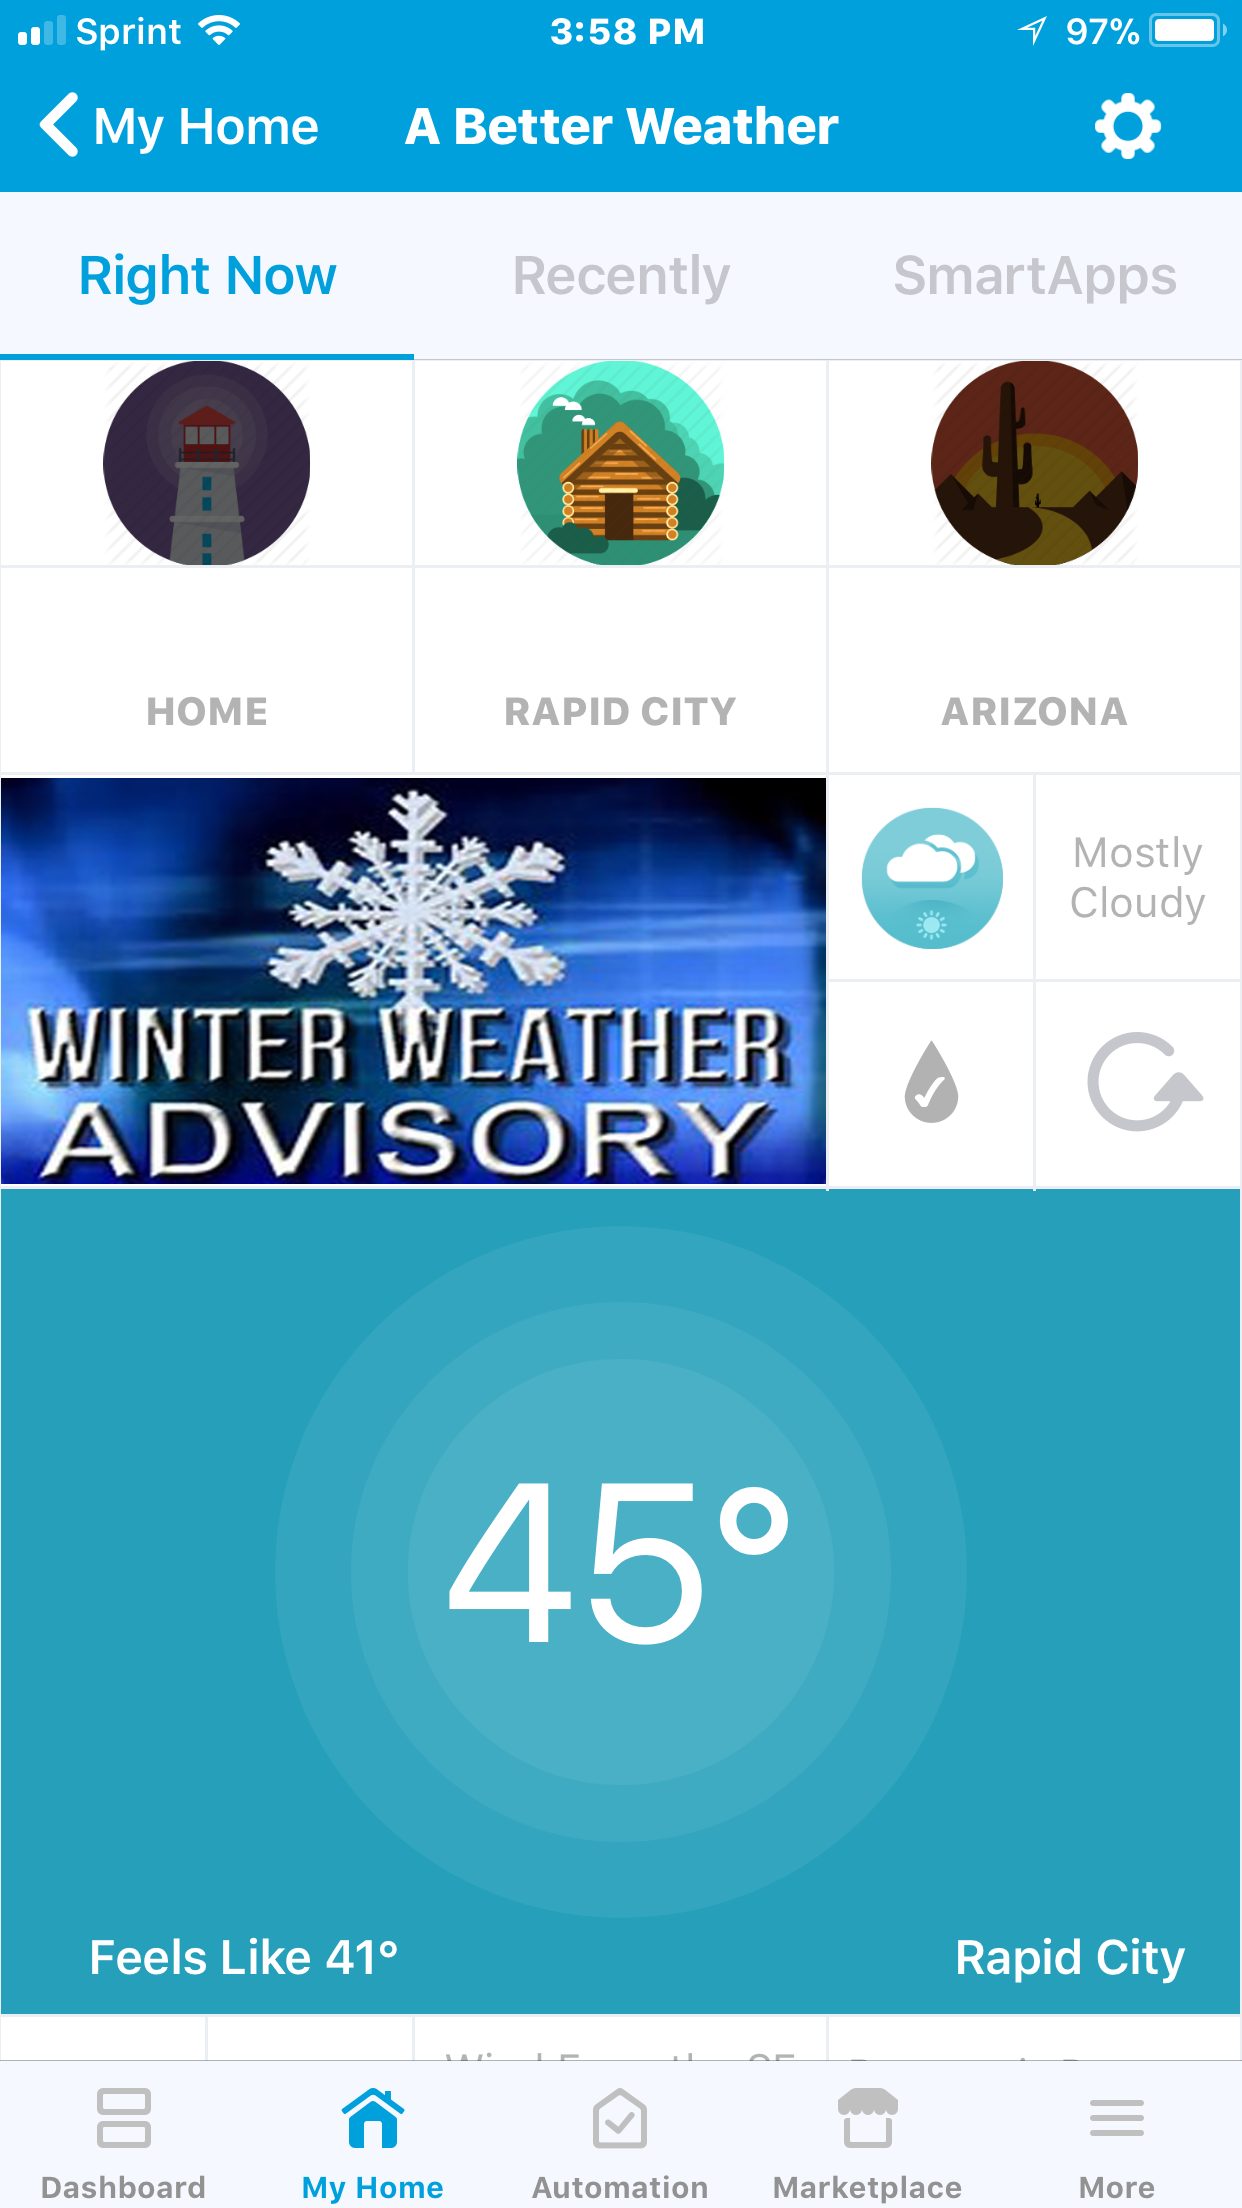 Sprint 3:58 PM 97%
My Home A Better Weather
Right Now Recently SmartApps
HOME RAPID CITY ARIZONA
WINTER WEATHER
ADVISORY
Mostly
Cloudy
45°
Feels Like 41° Rapid City
Dashboard My Home Automation Marketplace More